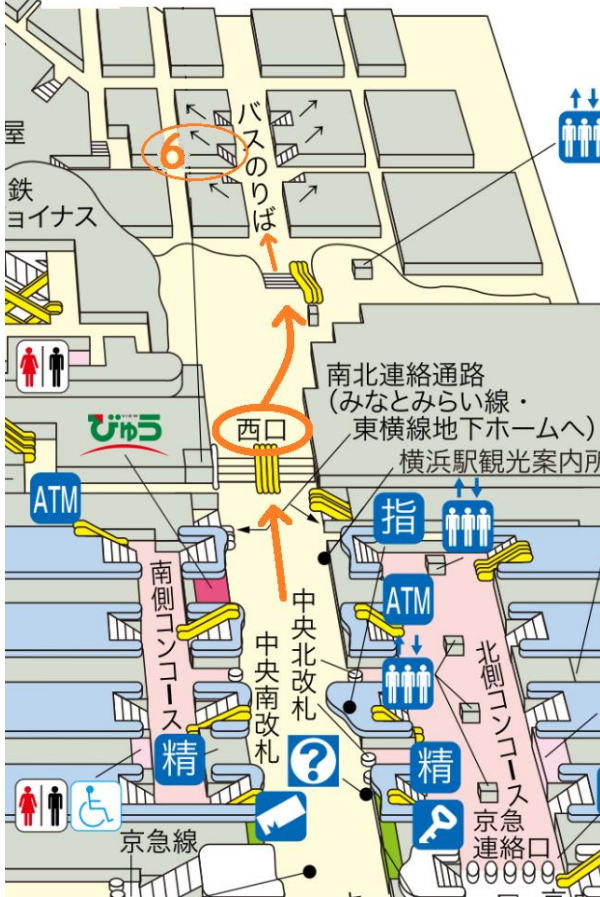 バスのりば
6
屋
鉄
ョイナス
南北連絡通路
(みなとみらい線・
東横線地下ホームへ)
西口
びゅう
横浜駅観光案内所
ATM
指
南側コンコース
中央北改札
ATM
中央南改札
北側コンコース
精
?
精
京急線
京急
連絡口